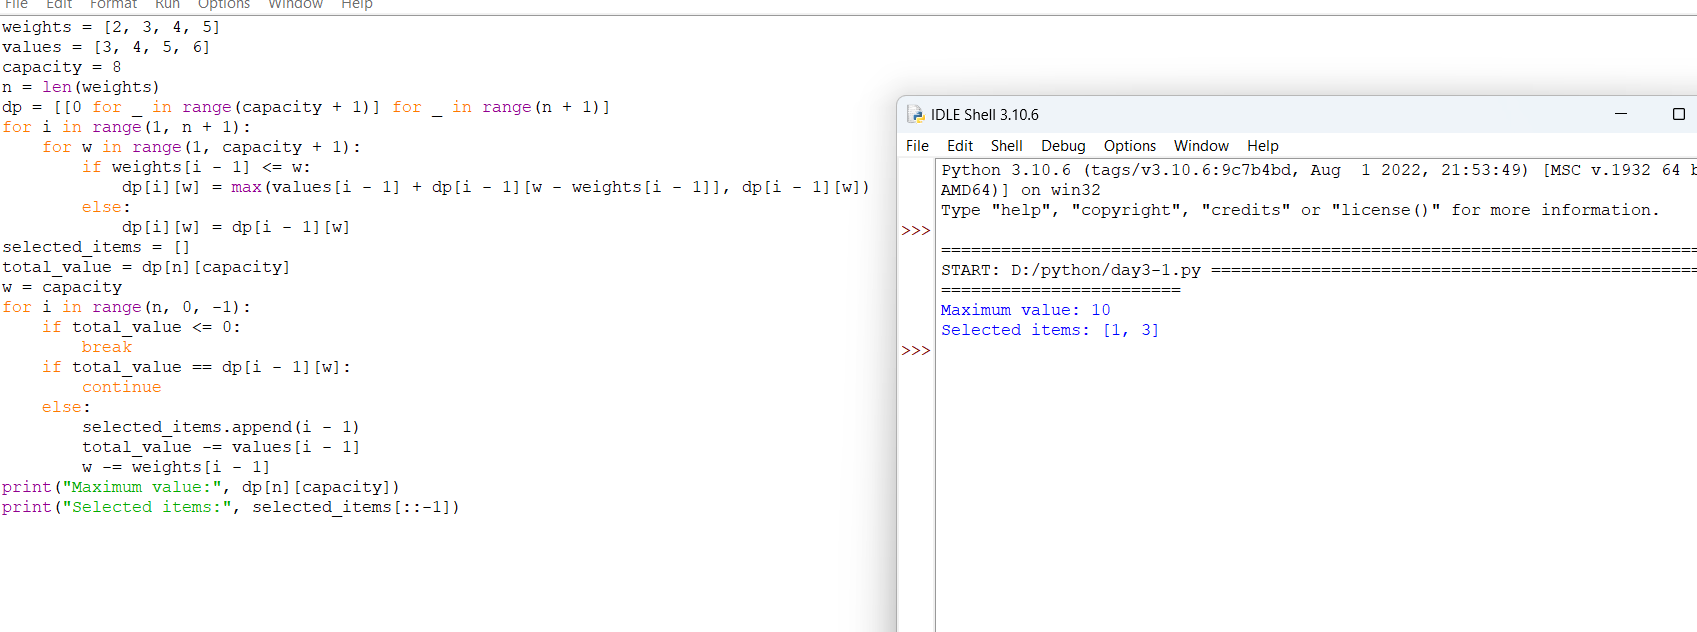 File Edit Format Run Options Window Help
weights = [2, 3, 4, 5]
values = [3, 4, 5, 6]
capacity = 8
n = len(weights)
dp = [[0 for _ in range(capacity + 1)] for _ in range(n + 1)]
for i in range(1, n + 1):
    for w in range(1, capacity + 1):
        if weights[i - 1] <= w:
            dp[i][w] = max(values[i - 1] + dp[i - 1][w - weights[i - 1]], dp[i - 1][w])
        else:
            dp[i][w] = dp[i - 1][w]
selected_items = []
total_value = dp[n][capacity]
w = capacity
for i in range(n, 0, -1):
    if total_value <= 0:
        break
    if total_value == dp[i - 1][w]:
        continue
    else:
        selected_items.append(i - 1)
        total_value -= values[i - 1]
        w -= weights[i - 1]
print("Maximum value:", dp[n][capacity])
print("Selected items:", selected_items[::-1])
IDLE Shell 3.10.6
File Edit Shell Debug Options Window Help
Python 3.10.6 (tags/v3.10.6:9c7b4bd, Aug  1 2022, 21:53:49) [MSC v.1932 64 b
AMD64)] on win32
Type "help", "copyright", "credits" or "license()" for more information.
>>>
============================================================================
START: D:/python/day3-1.py =================================================
========================
Maximum value: 10
Selected items: [1, 3]
>>>